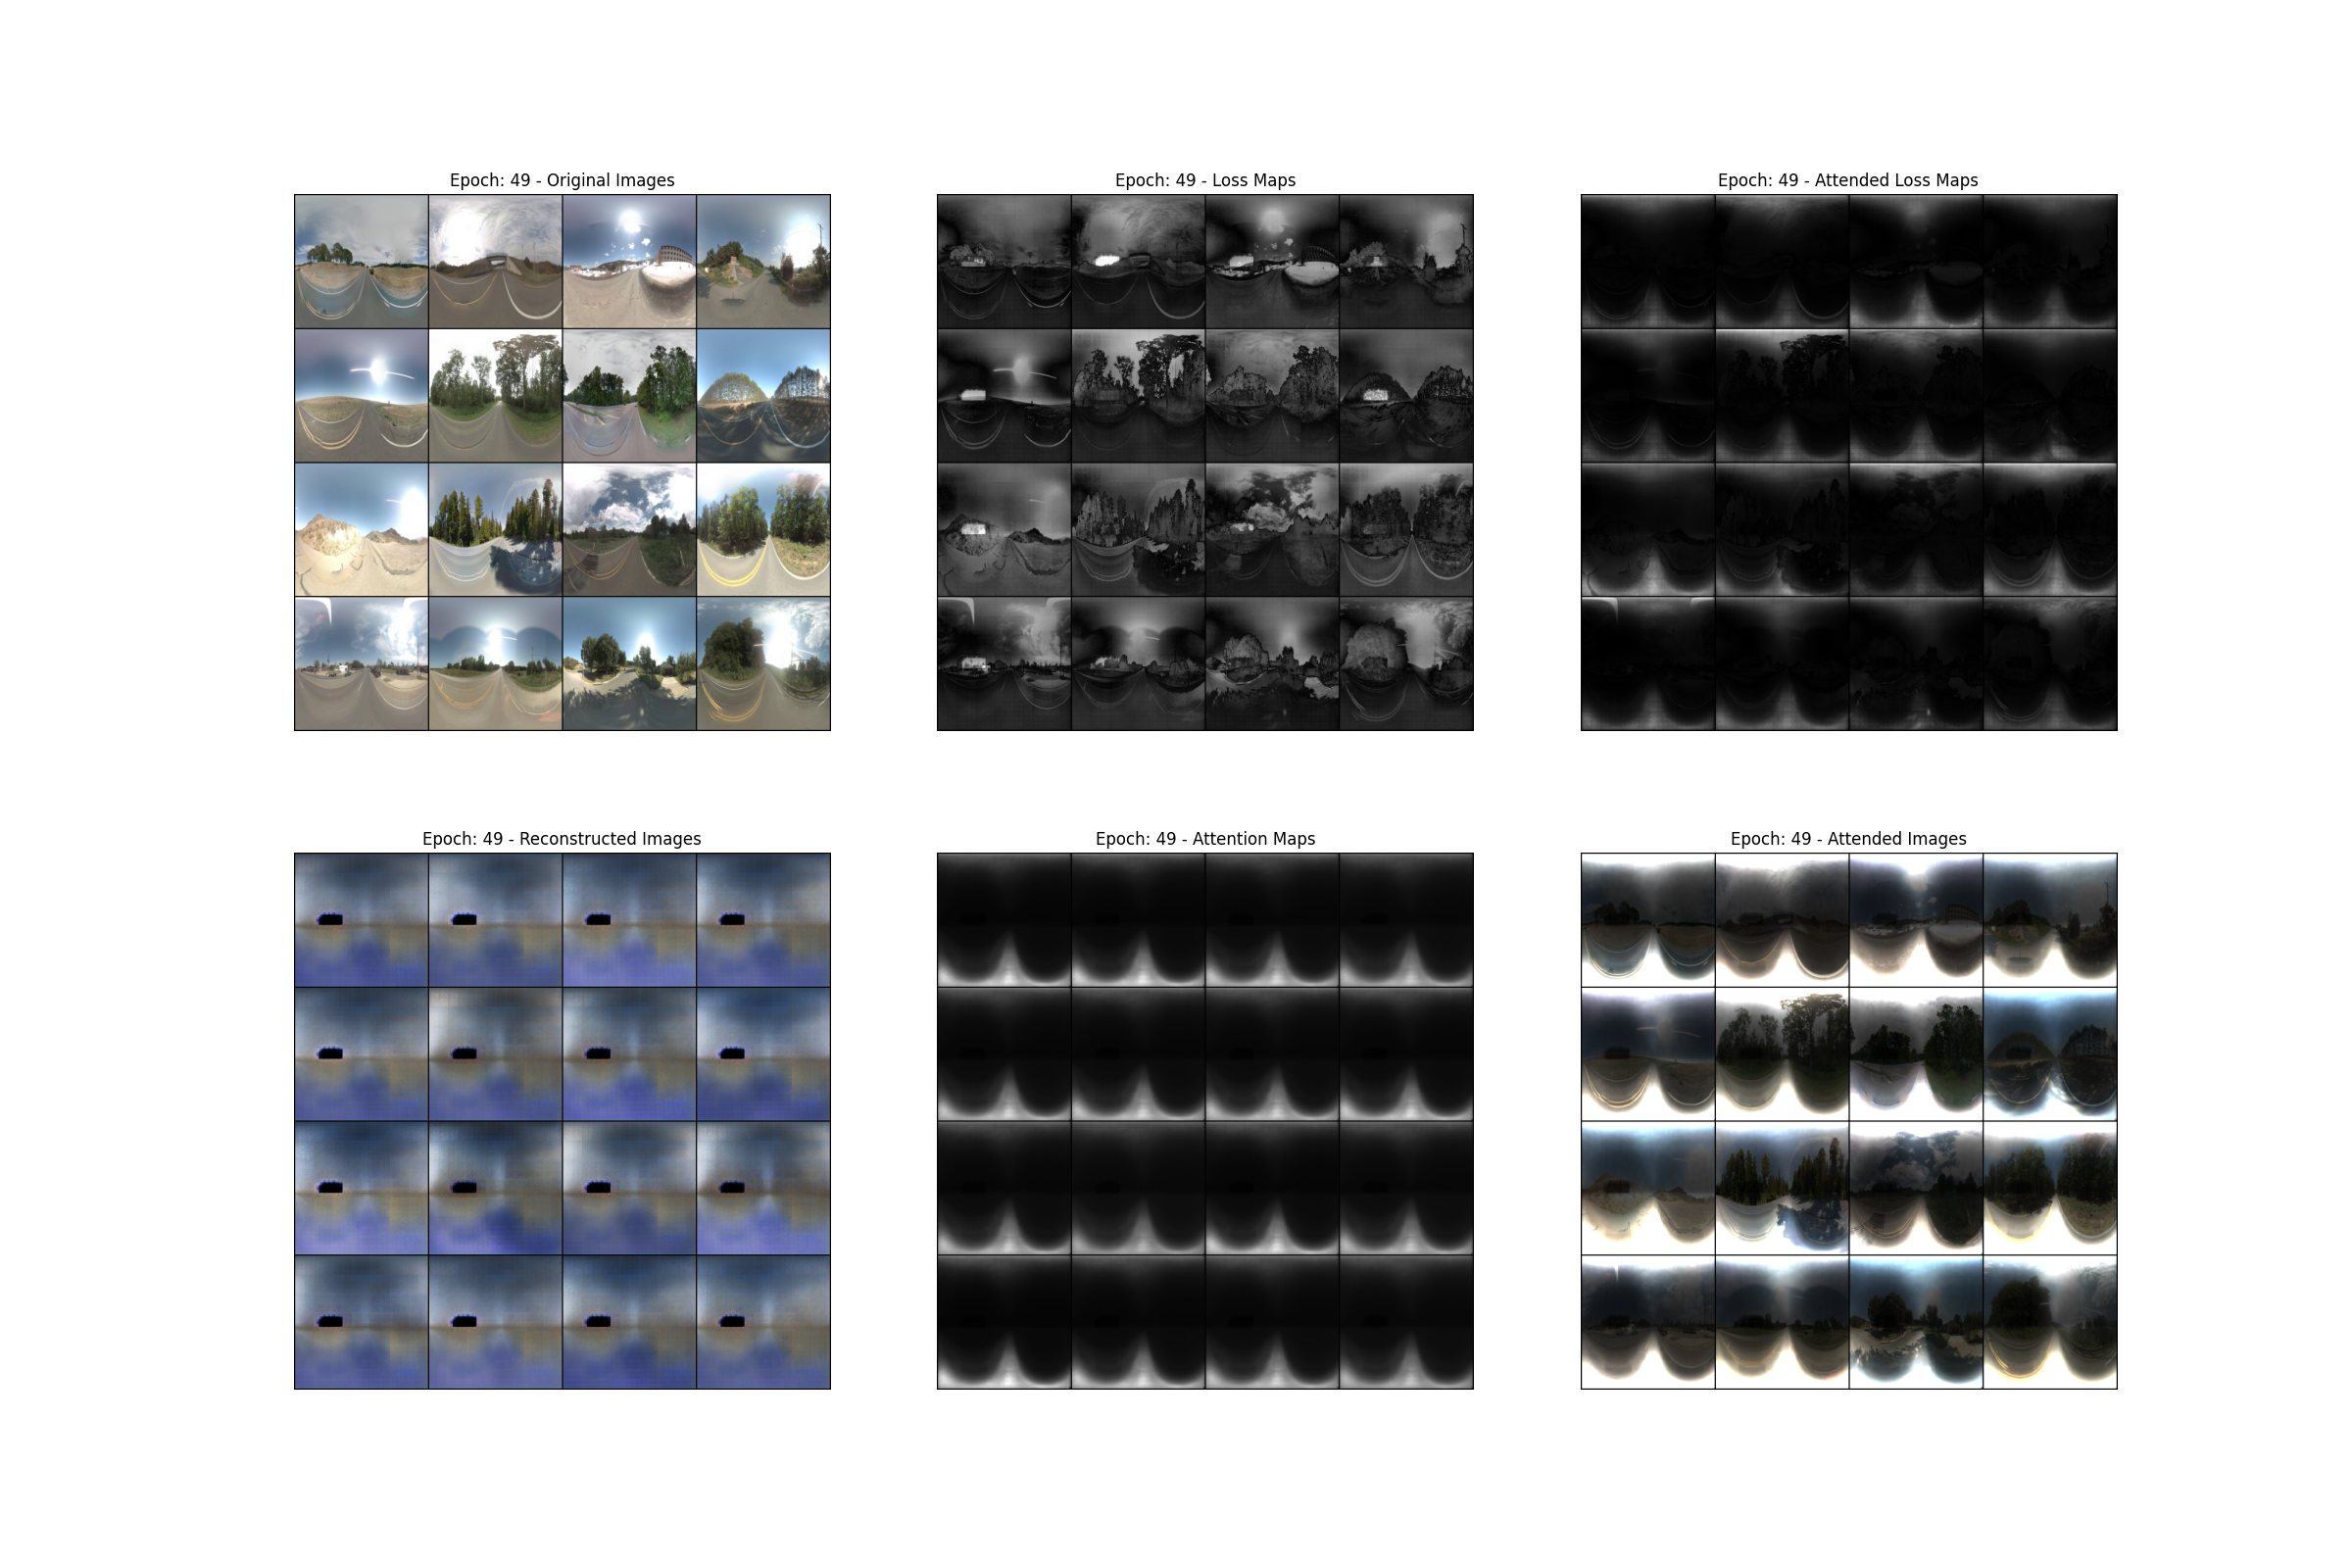 Epoch: 49 - Original Images
Epoch: 49 - Loss Maps
Epoch: 49 - Attended Loss Maps
Epoch: 49 - Reconstructed Images
Epoch: 49 - Attention Maps
Epoch: 49 - Attended Images